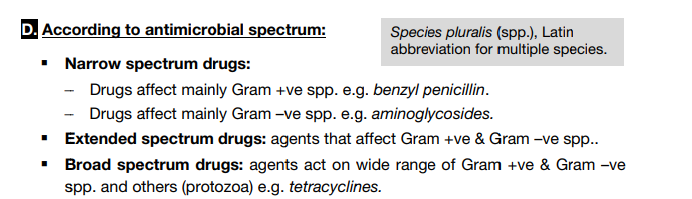 D. According to antimicrobial spectrum:
Species pluralis (spp.), Latin
abbreviation for multiple species.
▪ Narrow spectrum drugs:
– Drugs affect mainly Gram +ve spp. e.g. benzyl penicillin.
– Drugs affect mainly Gram –ve spp. e.g. aminoglycosides.
▪ Extended spectrum drugs: agents that affect Gram +ve & Gram –ve spp..
▪ Broad spectrum drugs: agents act on wide range of Gram +ve & Gram –ve
spp. and others (protozoa) e.g. tetracyclines.